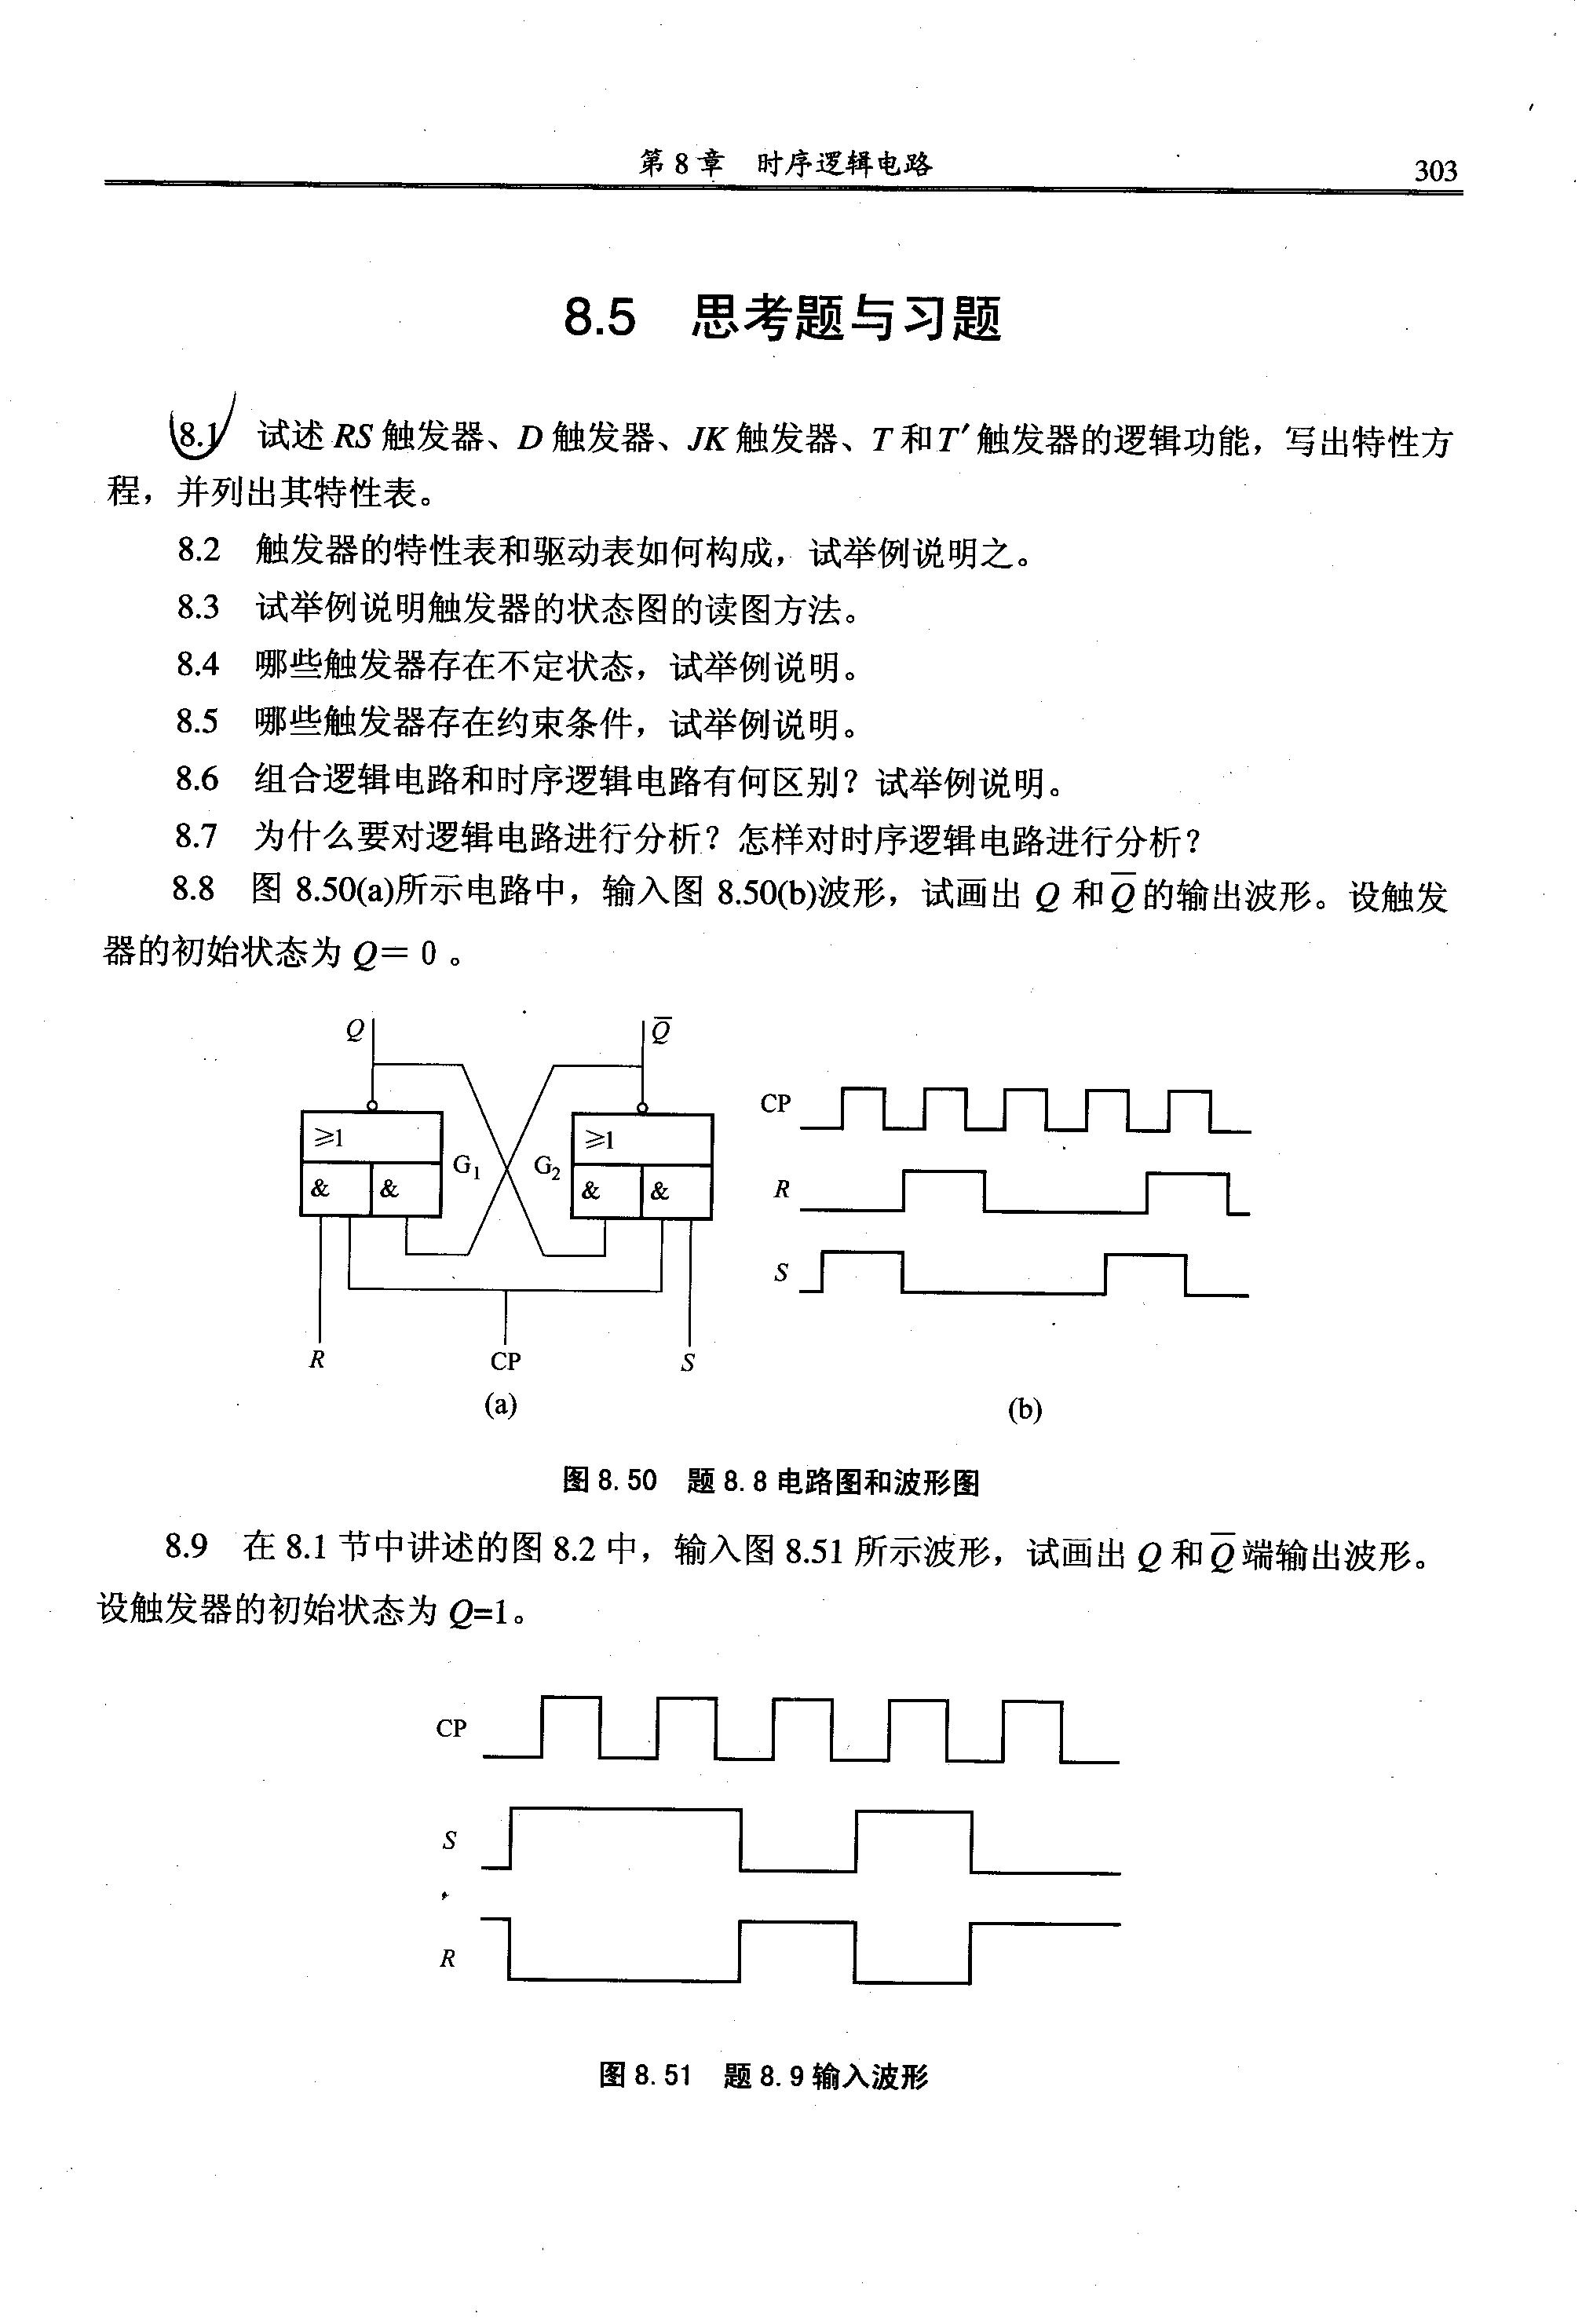 第8章 时序逻辑电路 303
8.5 思考题与习题
8.1 试述 RS 触发器、D 触发器、JK 触发器、T 和 T′ 触发器的逻辑功能，写出特性方
程，并列出其特性表。
8.2 触发器的特性表和驱动表如何构成，试举例说明之。
8.3 试举例说明触发器的状态图的读图方法。
8.4 哪些触发器存在不定状态，试举例说明。
8.5 哪些触发器存在约束条件，试举例说明。
8.6 组合逻辑电路和时序逻辑电路有何区别？试举例说明。
8.7 为什么要对逻辑电路进行分析？怎样对时序逻辑电路进行分析？
8.8 图 8.50(a)所示电路中，输入图 8.50(b)波形，试画出 Q 和 Q̅ 的输出波形。设触发
器的初始状态为 Q＝ 0 。
Q Q̅
≥1 G₁ G₂ ≥1
& & & &
R CP S
(a)
CP
R
S
(b)
图 8.50 题 8.8 电路图和波形图
8.9 在 8.1 节中讲述的图 8.2 中，输入图 8.51 所示波形，试画出 Q 和 Q̅ 端输出波形。
设触发器的初始状态为 Q=1。
CP
S
R
图 8.51 题 8.9 输入波形